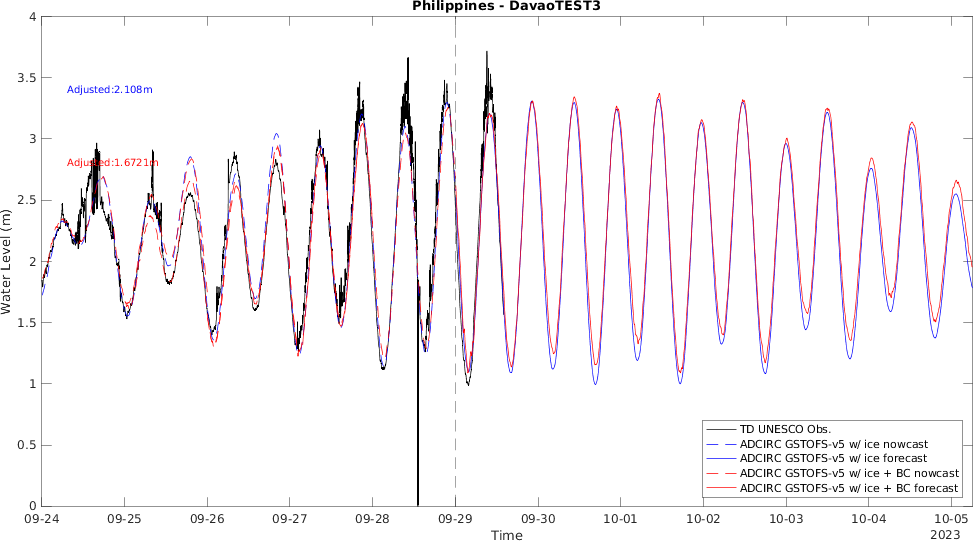 Philippines - DavaoTEST3
4
3.5
3
2.5
2
1.5
1
0.5
0
Water Level (m)
Adjusted:2.108m
Adjusted:1.6721m
TD UNESCO Obs.
ADCIRC GSTOFS-v5 w/ ice nowcast
ADCIRC GSTOFS-v5 w/ ice forecast
ADCIRC GSTOFS-v5 w/ ice + BC nowcast
ADCIRC GSTOFS-v5 w/ ice + BC forecast
09-24 09-25 09-26 09-27 09-28 09-29 09-30 10-01 10-02 10-03 10-04 10-05
Time
2023